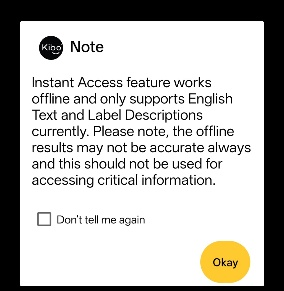 Kibo Note
Instant Access feature works
offline and only supports English
Text and Label Descriptions
currently. Please note, the offline
results may not be accurate always
and this should not be used for
accessing critical information.
Don't tell me again
Okay